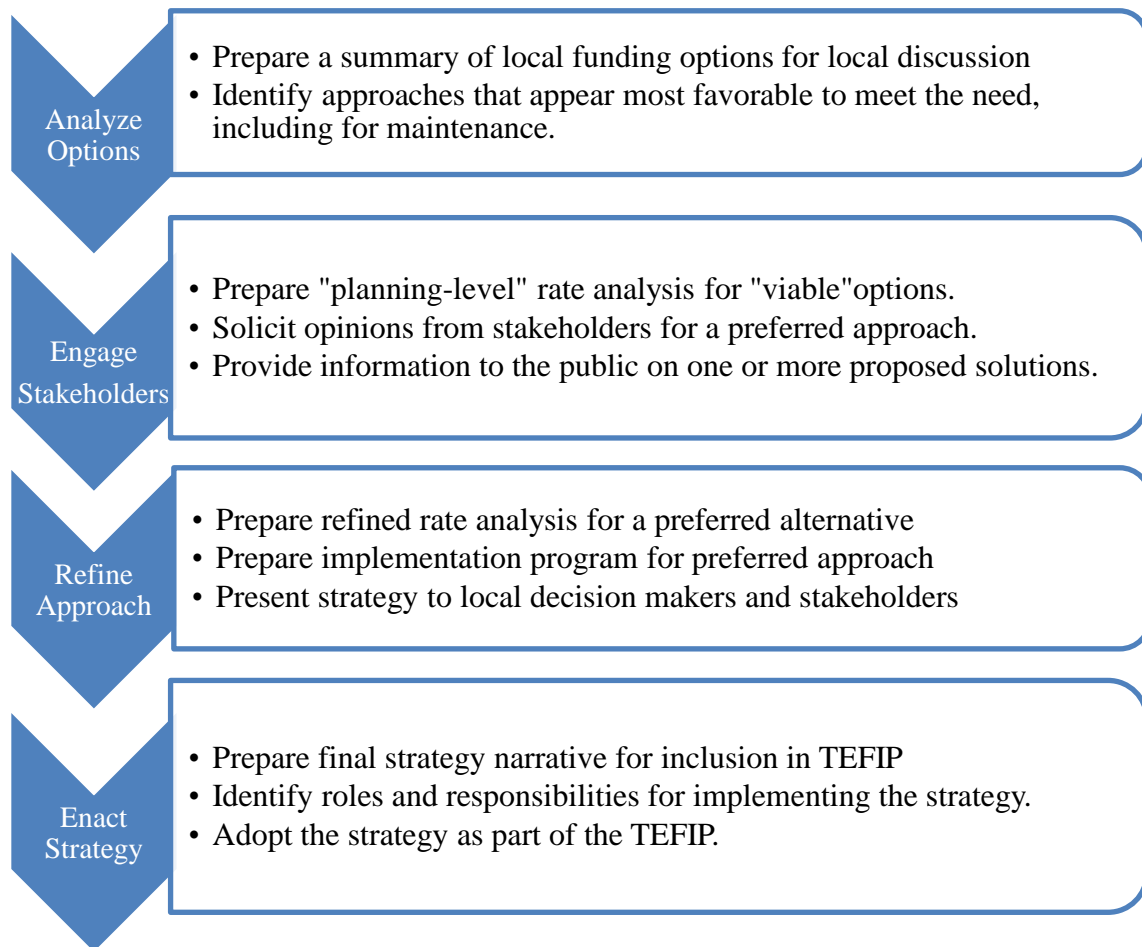 Analyze
Options
• Prepare a summary of local funding options for local discussion
• Identify approaches that appear most favorable to meet the need,
including for maintenance.
Engage
Stakeholders
• Prepare "planning-level" rate analysis for "viable"options.
• Solicit opinions from stakeholders for a preferred approach.
• Provide information to the public on one or more proposed solutions.
Refine
Approach
• Prepare refined rate analysis for a preferred alternative
• Prepare implementation program for preferred approach
• Present strategy to local decision makers and stakeholders
Enact
Strategy
• Prepare final strategy narrative for inclusion in TEFIP
• Identify roles and responsibilities for implementing the strategy.
• Adopt the strategy as part of the TEFIP.